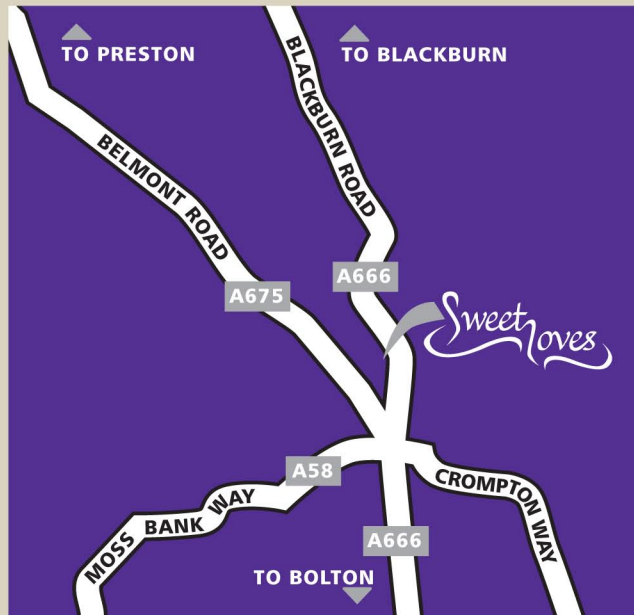 TO PRESTON
TO BLACKBURN
BLACKBURN ROAD
BELMONT ROAD
A666
A675
Sweet Loves
A58
MOSS BANK WAY
CROMPTON WAY
A666
TO BOLTON